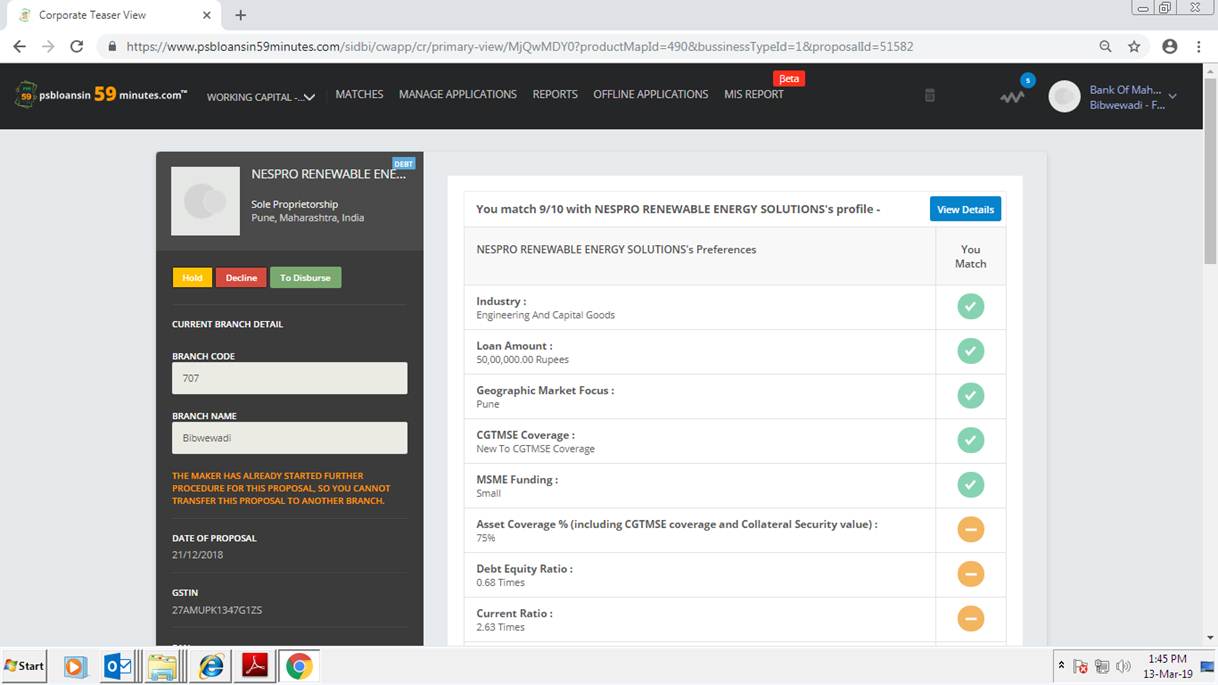 Corporate Teaser View
https://www.psbloansin59minutes.com/sidbi/cwapp/cr/primary-view/MjQwMDY0?productMapId=490&bussinessTypeId=1&proposalId=51582
psbloansin 59 minutes.com™
WORKING CAPITAL -...
MATCHES
MANAGE APPLICATIONS
REPORTS
OFFLINE APPLICATIONS
MIS REPORT
Beta
5
Bank Of Mah...
Bibwewadi - F...
DEBT
NESPRO RENEWABLE ENE...
Sole Proprietorship
Pune, Maharashtra, India
Hold
Decline
To Disburse
CURRENT BRANCH DETAIL
BRANCH CODE
707
BRANCH NAME
Bibwewadi
THE MAKER HAS ALREADY STARTED FURTHER
PROCEDURE FOR THIS PROPOSAL, SO YOU CANNOT
TRANSFER THIS PROPOSAL TO ANOTHER BRANCH.
DATE OF PROPOSAL
21/12/2018
GSTIN
27AMUPK1347G1ZS
You match 9/10 with NESPRO RENEWABLE ENERGY SOLUTIONS's profile -
View Details
NESPRO RENEWABLE ENERGY SOLUTIONS's Preferences
You
Match
Industry :
Engineering And Capital Goods
Loan Amount :
50,00,000.00 Rupees
Geographic Market Focus :
Pune
CGTMSE Coverage :
New To CGTMSE Coverage
MSME Funding :
Small
Asset Coverage % (including CGTMSE coverage and Collateral Security value) :
75%
Debt Equity Ratio :
0.68 Times
Current Ratio :
2.63 Times
Start
1:45 PM
13-Mar-19